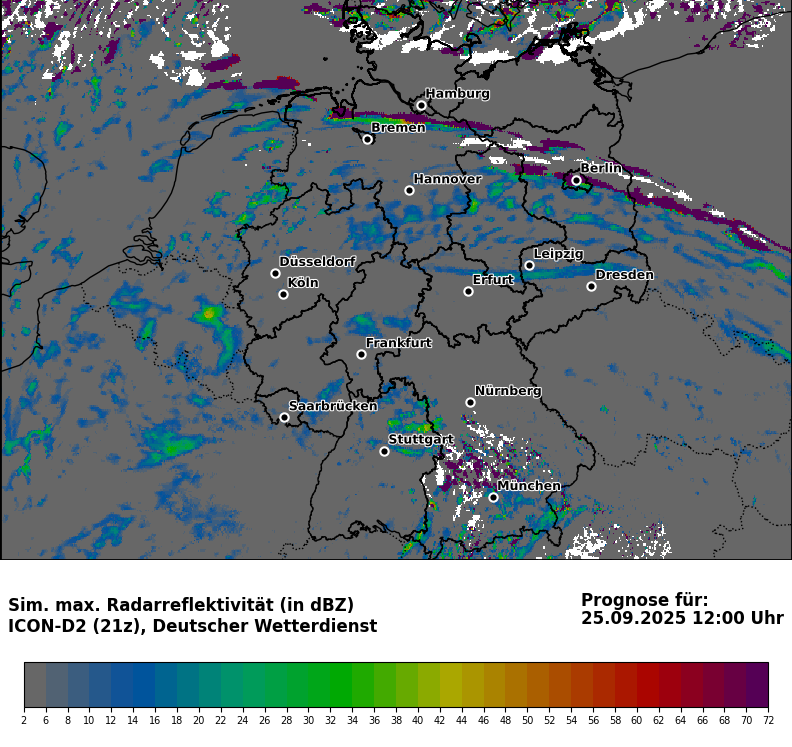 Hamburg
Bremen
Berlin
Hannover
Leipzig
Düsseldorf
Dresden
Köln
Erfurt
Frankfurt
Nürnberg
Saarbrücken
Stuttgart
München
Sim. max. Radarreflektivität (in dBZ)
ICON-D2 (21z), Deutscher Wetterdienst
Prognose für:
25.09.2025 12:00 Uhr
2 6 8 10 12 14 16 18 20 22 24 26 28 30 32 34 36 38 40 42 44 46 48 50 52 54 56 58 60 62 64 66 68 70 72